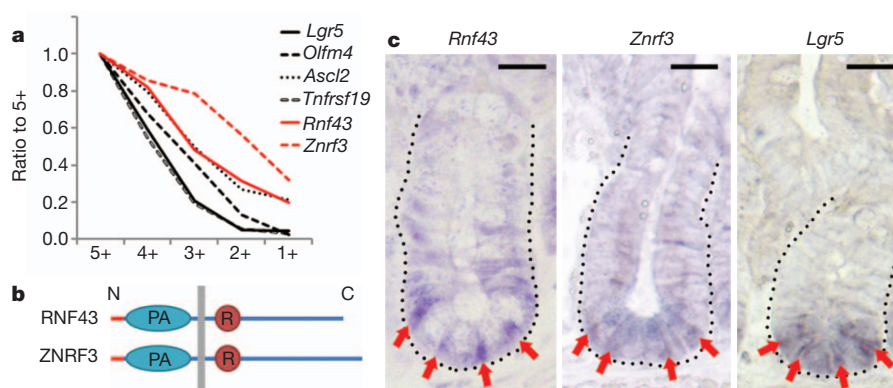 a
Ratio to 5+
1.0
0.8
0.6
0.4
0.2
0.0
5+ 4+ 3+ 2+ 1+
Lgr5
Olfm4
Ascl2
Tnfrsf19
Rnf43
Znrf3
b
N C
RNF43 PA R
ZNRF3 PA R
c
Rnf43 Znrf3 Lgr5